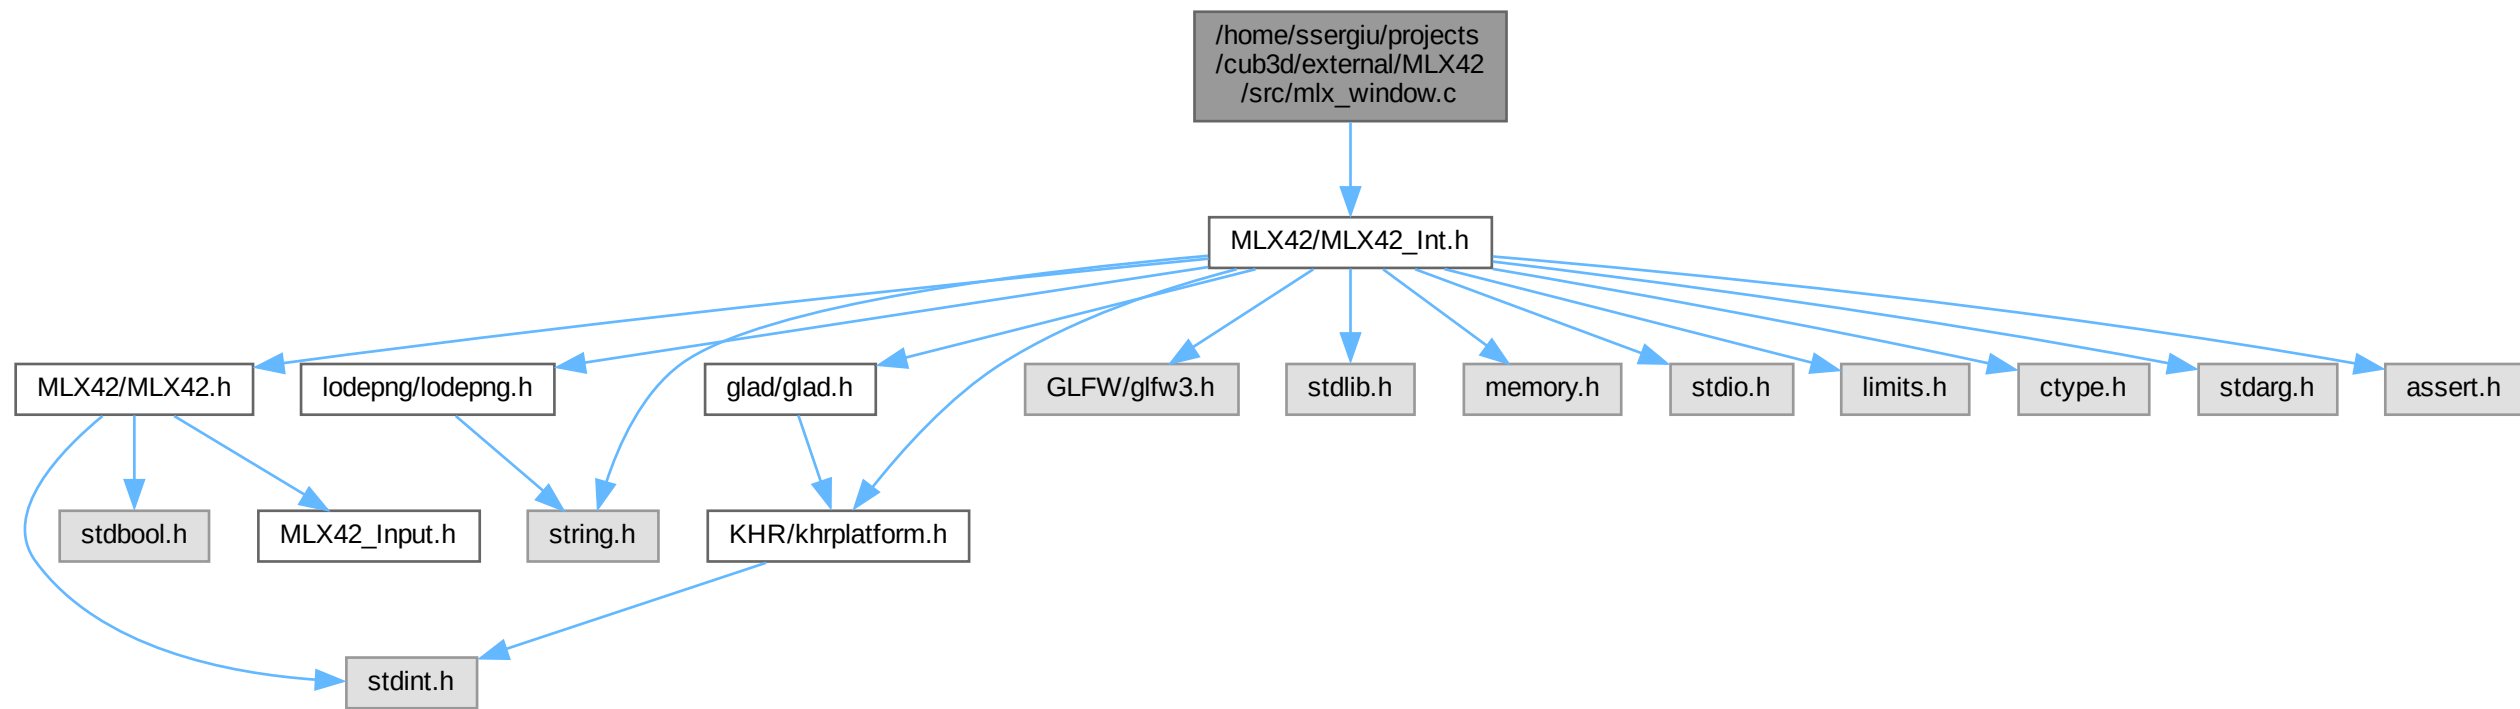 /home/ssergiu/projects
/cub3d/external/MLX42
/src/mlx_window.c
MLX42/MLX42_Int.h
MLX42/MLX42.h
lodepng/lodepng.h
glad/glad.h
GLFW/glfw3.h
stdlib.h
memory.h
stdio.h
limits.h
ctype.h
stdarg.h
assert.h
stdbool.h
MLX42_Input.h
string.h
KHR/khrplatform.h
stdint.h